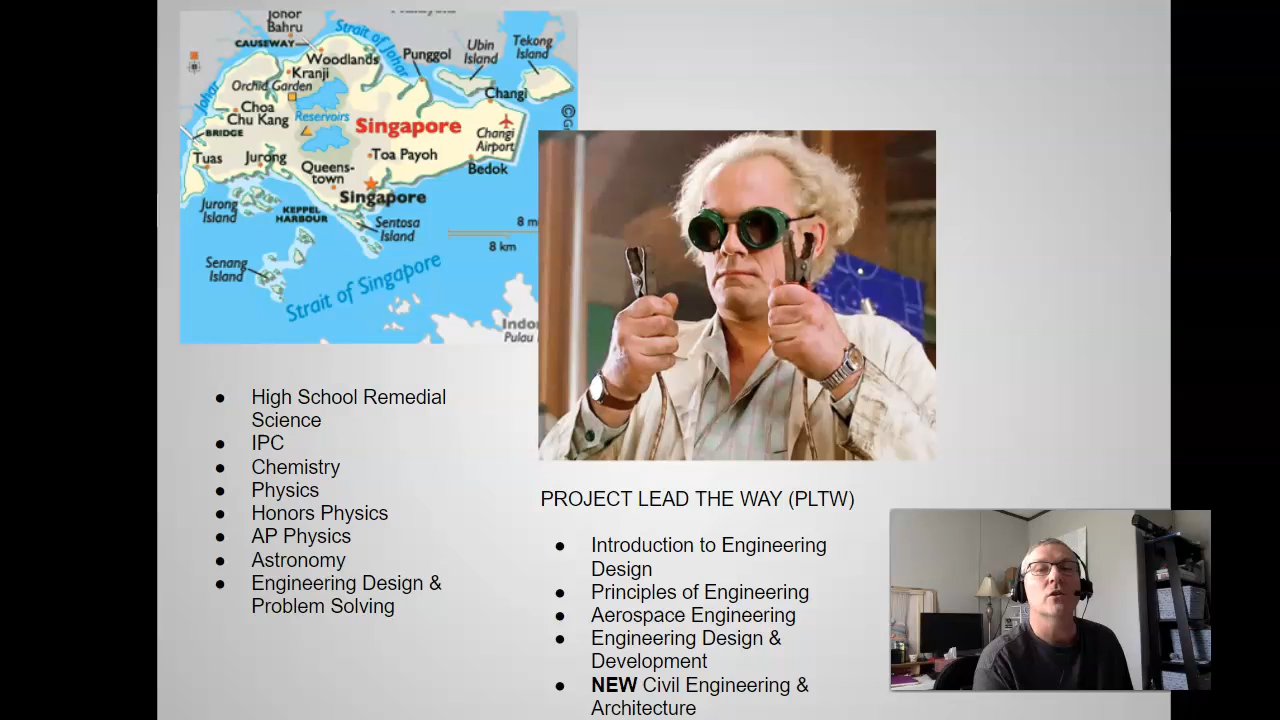 Johor
Bahru
CAUSEWAY
Strait of Johor
Woodlands
Kranji
Punggol
Ubin
Island
Tekong
Island
Orchid Garden
Changi
Johor
Choa
Chu Kang
Reservoirs
Singapore
BRIDGE
Changi
Airport
Tuas
Jurong
Toa Payoh
Queens-
town
Bedok
Singapore
Jurong
Island
KEPPEL
HARBOUR
Sentosa
Island
8 m
8 km
Senang
Island
Strait of Singapore
Indo
Pulau
● High School Remedial
Science
● IPC
● Chemistry
● Physics
● Honors Physics
● AP Physics
● Astronomy
● Engineering Design &
Problem Solving
PROJECT LEAD THE WAY (PLTW)
● Introduction to Engineering
Design
● Principles of Engineering
● Aerospace Engineering
● Engineering Design &
Development
● NEW Civil Engineering &
Architecture